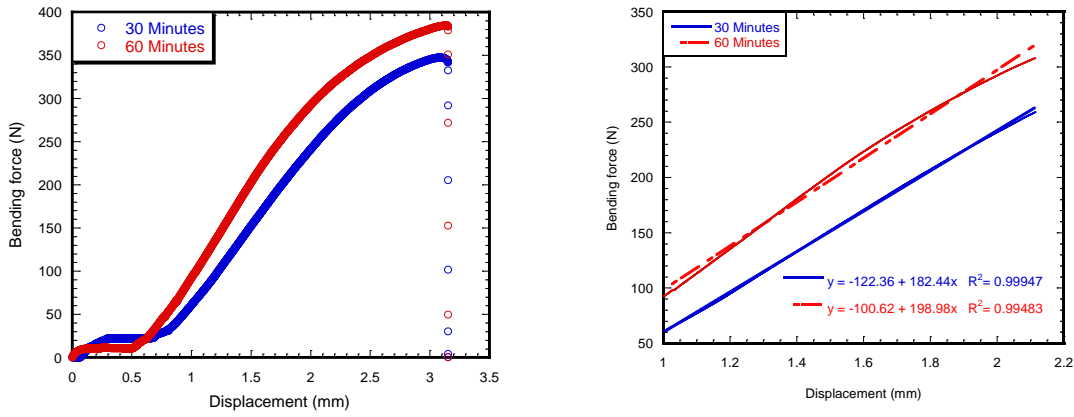 400
350
300
250
200
150
100
50
0
Bending force (N)
30 Minutes
60 Minutes
0 0.5 1 1.5 2 2.5 3 3.5
Displacement (mm)
350
300
250
200
150
100
50
Bending force (N)
30 Minutes
60 Minutes
y = -122.36 + 182.44x R²= 0.99947
y = -100.62 + 198.98x R²= 0.99483
1 1.2 1.4 1.6 1.8 2 2.2
Displacement (mm)